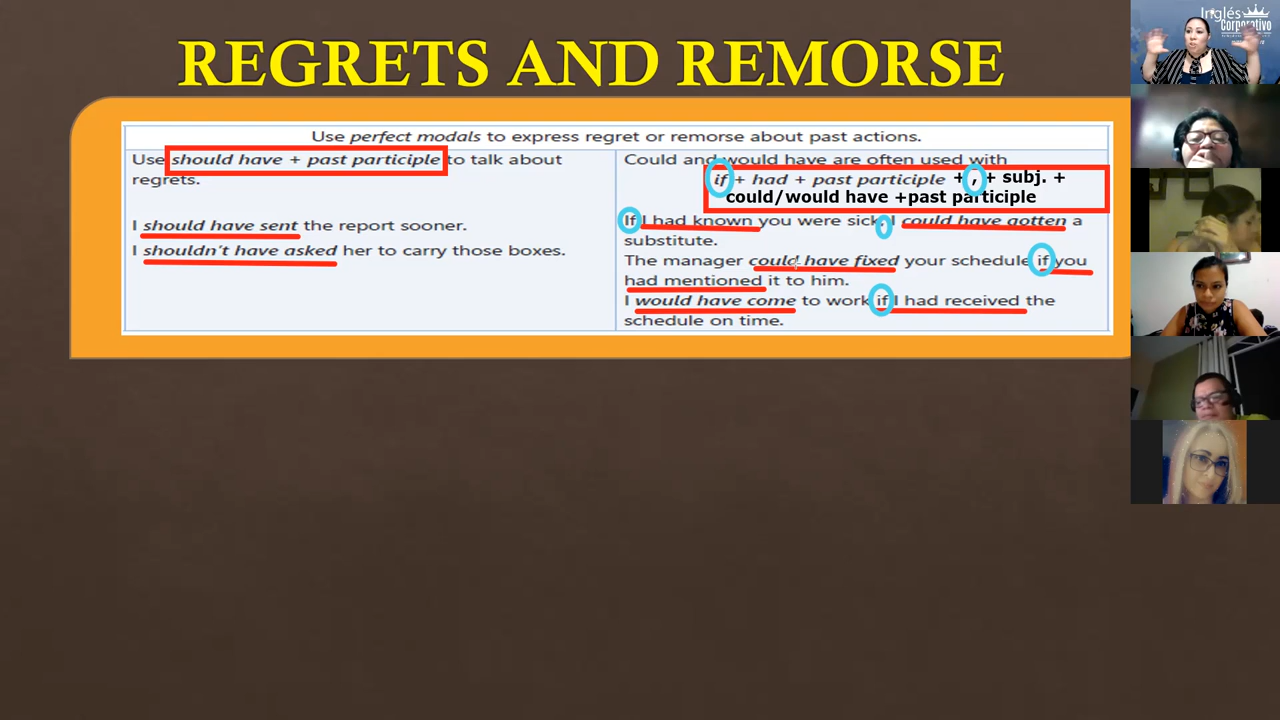 REGRETS AND REMORSE
Use perfect modals to express regret or remorse about past actions.
Use should have + past participle to talk about
regrets.
I should have sent the report sooner.
I shouldn't have asked her to carry those boxes.
Could and would have are often used with
if + had + past participle + , + subj. +
could/would have +past participle
If I had known you were sick, I could have gotten a
substitute.
The manager could have fixed your schedule if you
had mentioned it to him.
I would have come to work if I had received the
schedule on time.
Inglés
Corporativo